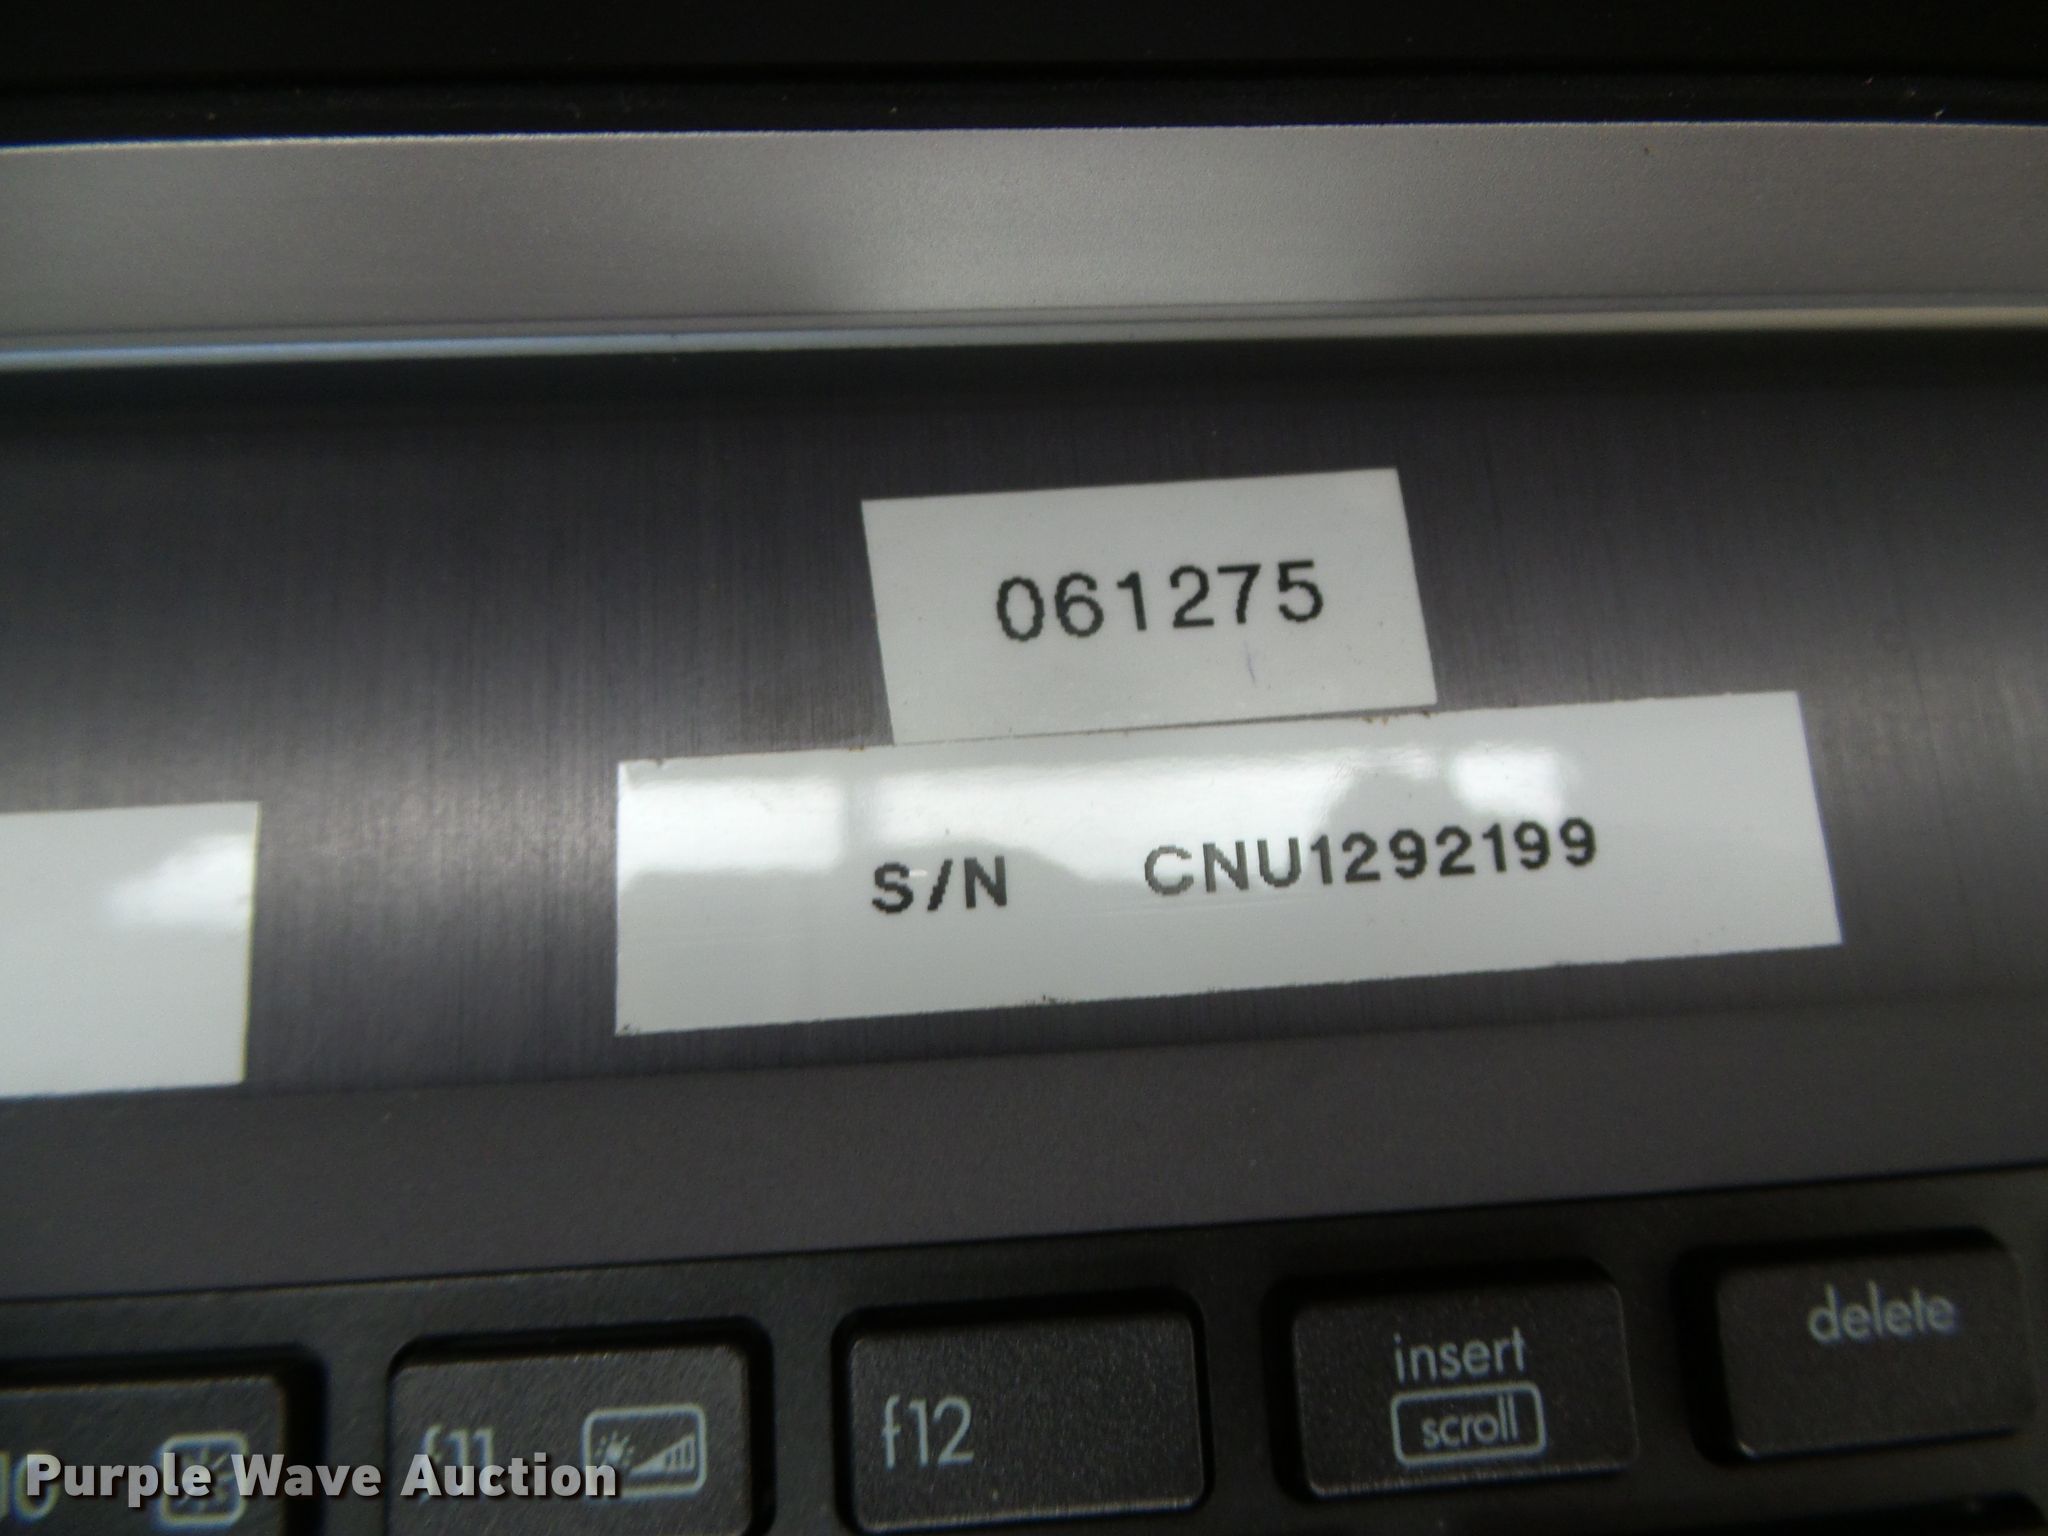 061275
S/N CNU1292199
f11
f12
insert
scroll
delete
Purple Wave Auction